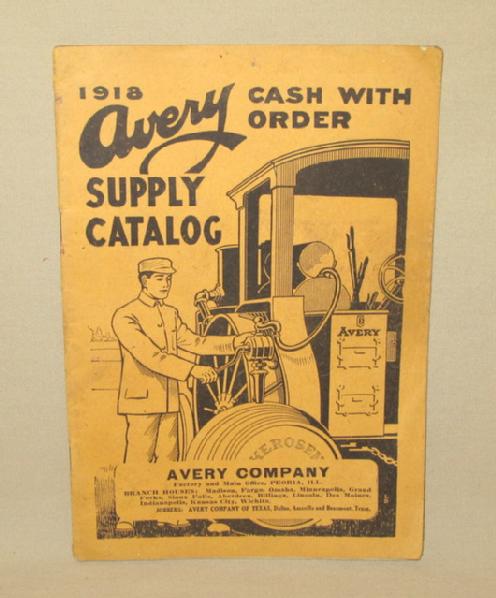 1918 Avery CASH WITH ORDER
SUPPLY
CATALOG
AVERY
KEROSEN
AVERY COMPANY
Factory and Main Office, PEORIA, ILL.
BRANCH HOUSES: Madison, Fargo, Omaha, Minneapolis, Grand
Forks, Sioux Falls, Aberdeen, Billings, Lincoln, Des Moines,
Indianapolis, Kansas City, Wichita.
JOBBERS: AVERY COMPANY OF TEXAS, Dallas, Amarillo and Beaumont, Texas.